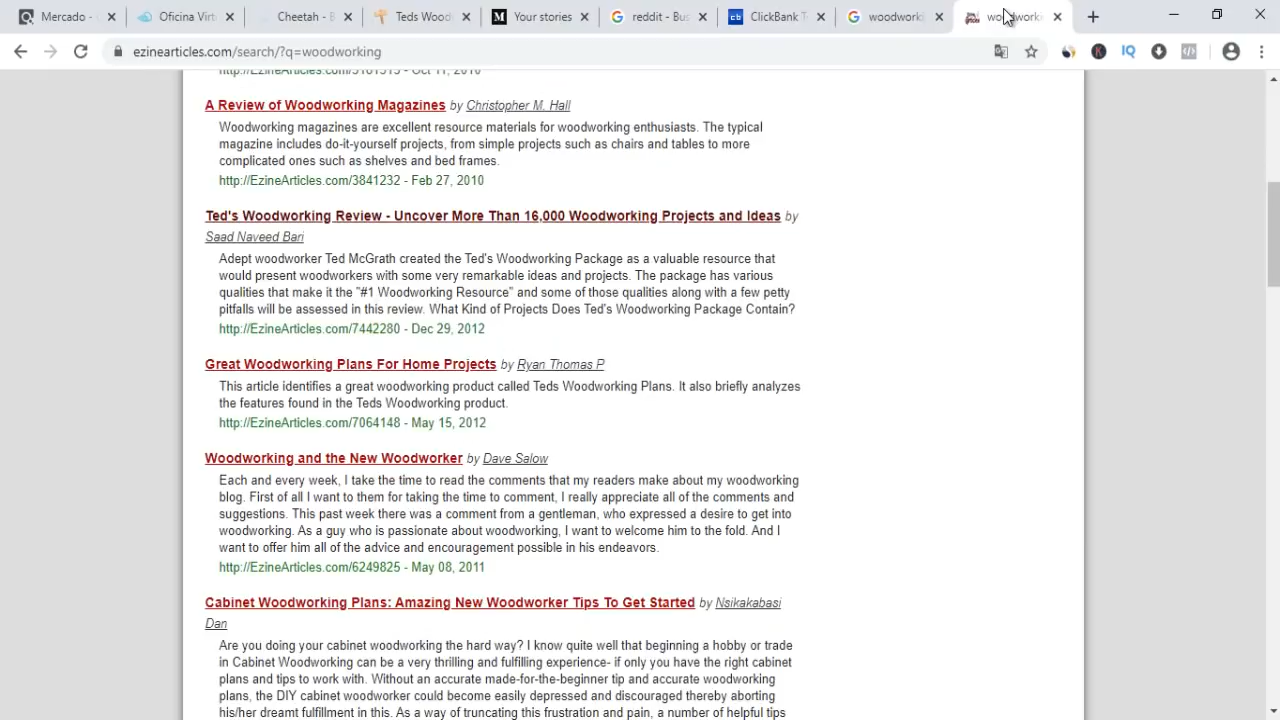 Mercado -
Oficina Virt
Cheetah - B
Teds Wood
M Your stories
reddit - Bus
cb ClickBank T
woodworki
woodworki
ezinearticles.com/search/?q=woodworking
A Review of Woodworking Magazines by Christopher M. Hall
Woodworking magazines are excellent resource materials for woodworking enthusiasts. The typical
magazine includes do-it-yourself projects, from simple projects such as chairs and tables to more
complicated ones such as shelves and bed frames.
http://EzineArticles.com/3841232 - Feb 27, 2010
Ted's Woodworking Review - Uncover More Than 16,000 Woodworking Projects and Ideas by
Saad Naveed Bari
Adept woodworker Ted McGrath created the Ted's Woodworking Package as a valuable resource that
would present woodworkers with some very remarkable ideas and projects. The package has various
qualities that make it the "#1 Woodworking Resource" and some of those qualities along with a few petty
pitfalls will be assessed in this review. What Kind of Projects Does Ted's Woodworking Package Contain?
http://EzineArticles.com/7442280 - Dec 29, 2012
Great Woodworking Plans For Home Projects by Ryan Thomas P
This article identifies a great woodworking product called Teds Woodworking Plans. It also briefly analyzes
the features found in the Teds Woodworking product.
http://EzineArticles.com/7064148 - May 15, 2012
Woodworking and the New Woodworker by Dave Salow
Each and every week, I take the time to read the comments that my readers make about my woodworking
blog. First of all I want to them for taking the time to comment, I really appreciate all of the comments and
suggestions. This past week there was a comment from a gentleman, who expressed a desire to get into
woodworking. As a guy who is passionate about woodworking, I want to welcome him to the fold. And I
want to offer him all of the advice and encouragement possible in his endeavors.
http://EzineArticles.com/6249825 - May 08, 2011
Cabinet Woodworking Plans: Amazing New Woodworker Tips To Get Started by Nsikakabasi
Dan
Are you doing your cabinet woodworking the hard way? I know quite well that beginning a hobby or trade
in Cabinet Woodworking can be a very thrilling and fulfilling experience- if only you have the right cabinet
plans and tips to work with. Without an accurate made-for-the-beginner tip and accurate woodworking
plans, the DIY cabinet woodworker could become easily depressed and discouraged thereby aborting
his/her dreamt fulfillment in this. As a way of truncating this frustration and pain, a number of helpful tips